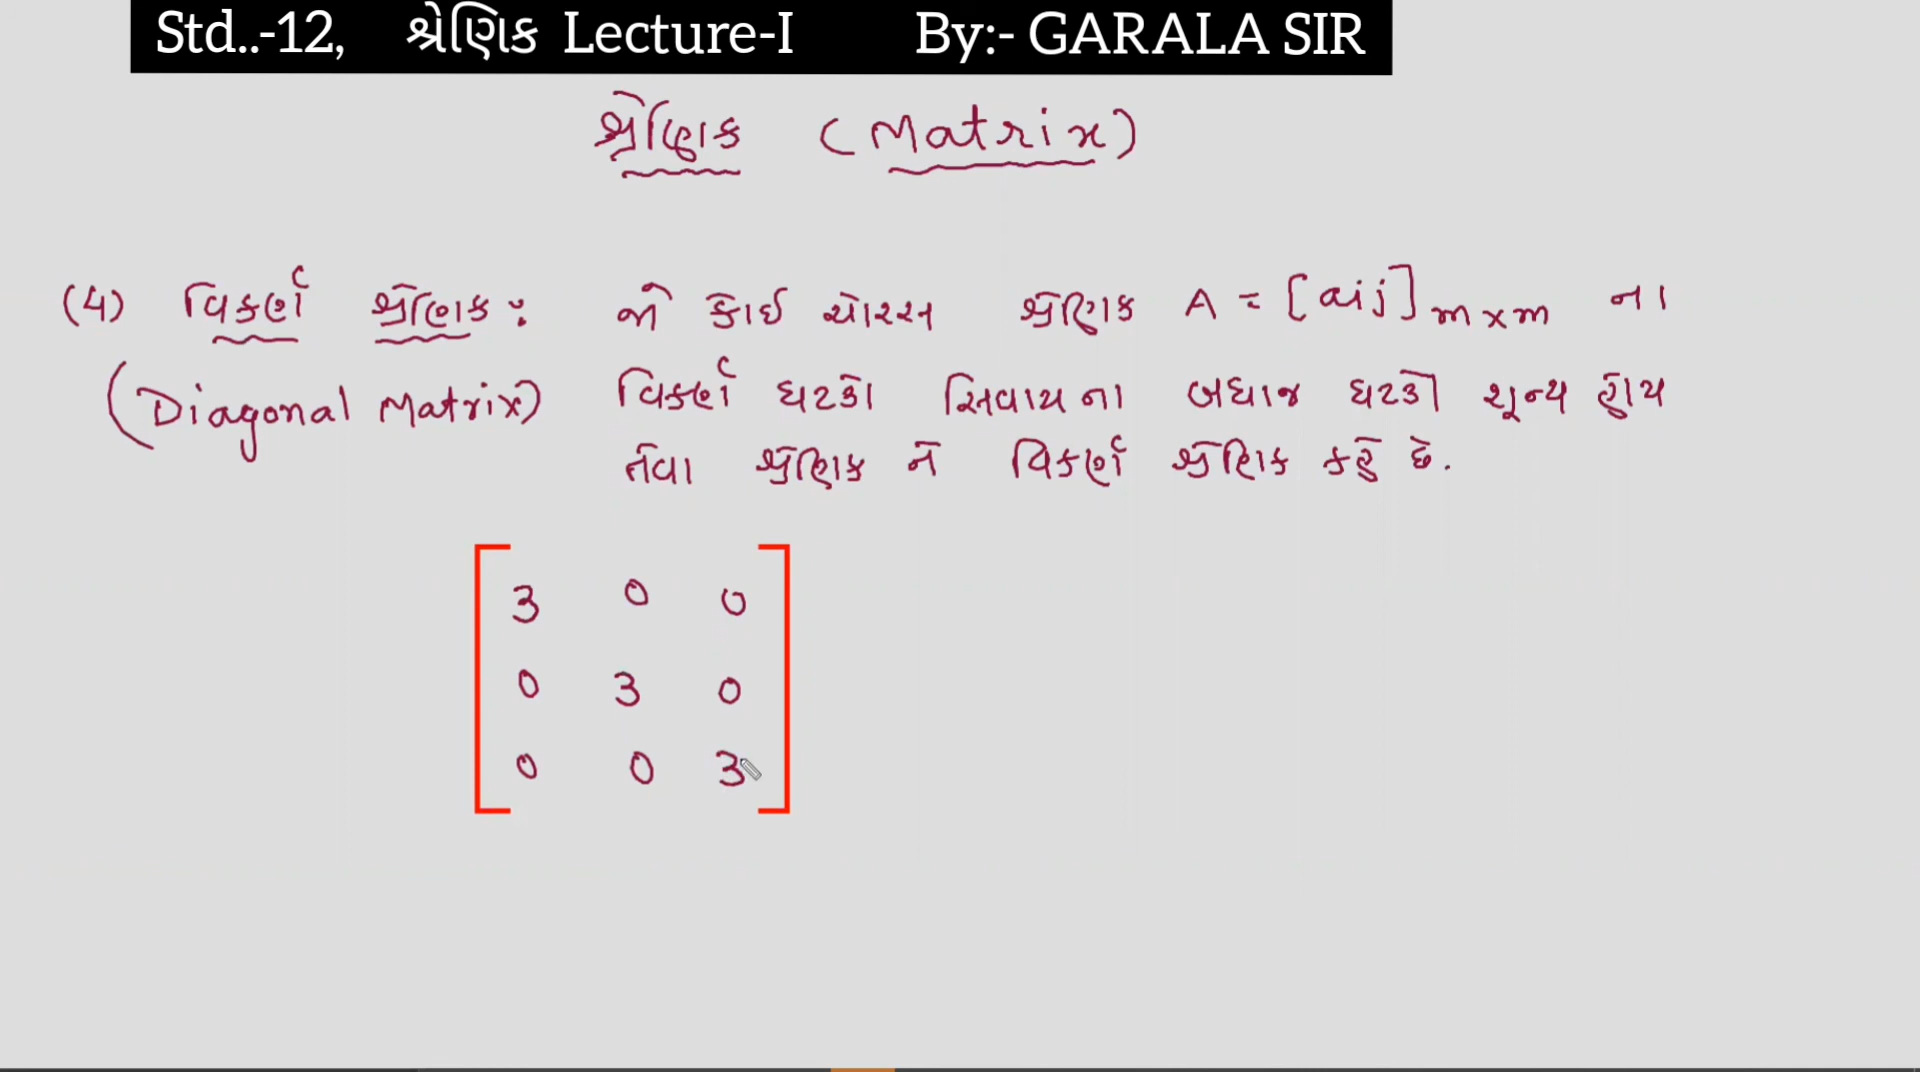 Std..-12, શ્રેણિક Lecture-I By:- GARALA SIR
શ્રેણિક (Matrix)
(4) વિકર્ણ શ્રેણિક : જો કોઈ ચોરસ શ્રેણિક A = [aij] m×m ના
(Diagonal Matrix) વિકર્ણ ઘટકો સિવાય ના બધાજ ઘટકો શૂન્ય હોય
તેવા શ્રેણિક ને વિકર્ણ શ્રેણિક કહે છે.
3 0 0
0 3 0
0 0 3